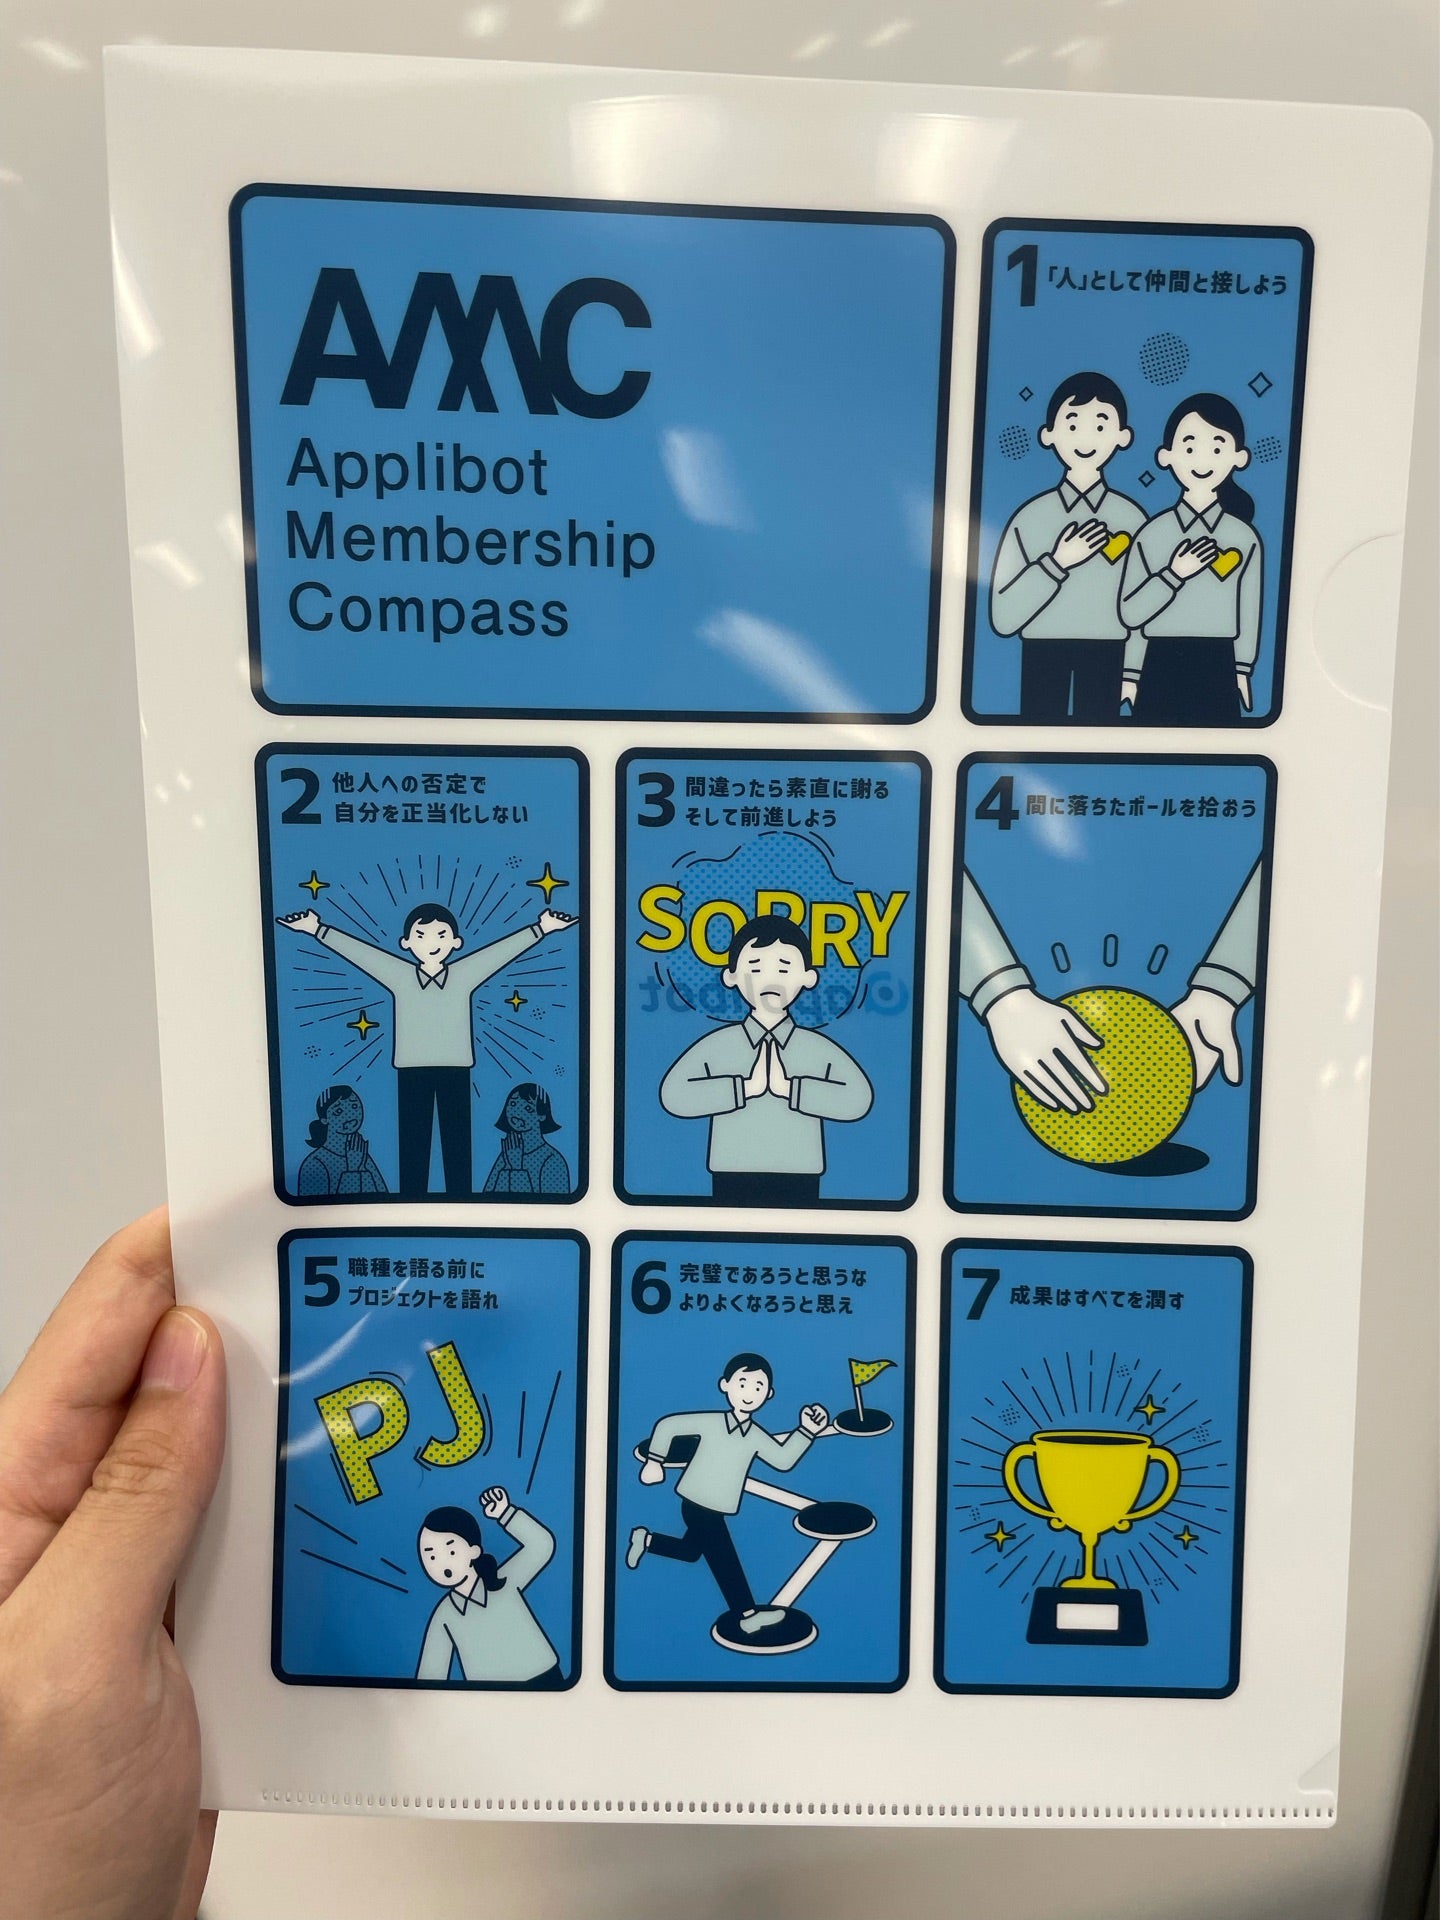 AMC
Applibot
Membership
Compass
1 「人」として仲間と接しよう
2 他人への否定で
自分を正当化しない
3 間違ったら素直に謝る
そして前進しよう
SORRY
applibot
4 間に落ちたボールを拾おう
5 職種を語る前に
プロジェクトを語れ
PJ
6 完璧であろうと思うな
よりよくなろうと思え
7 成果はすべてを潤す